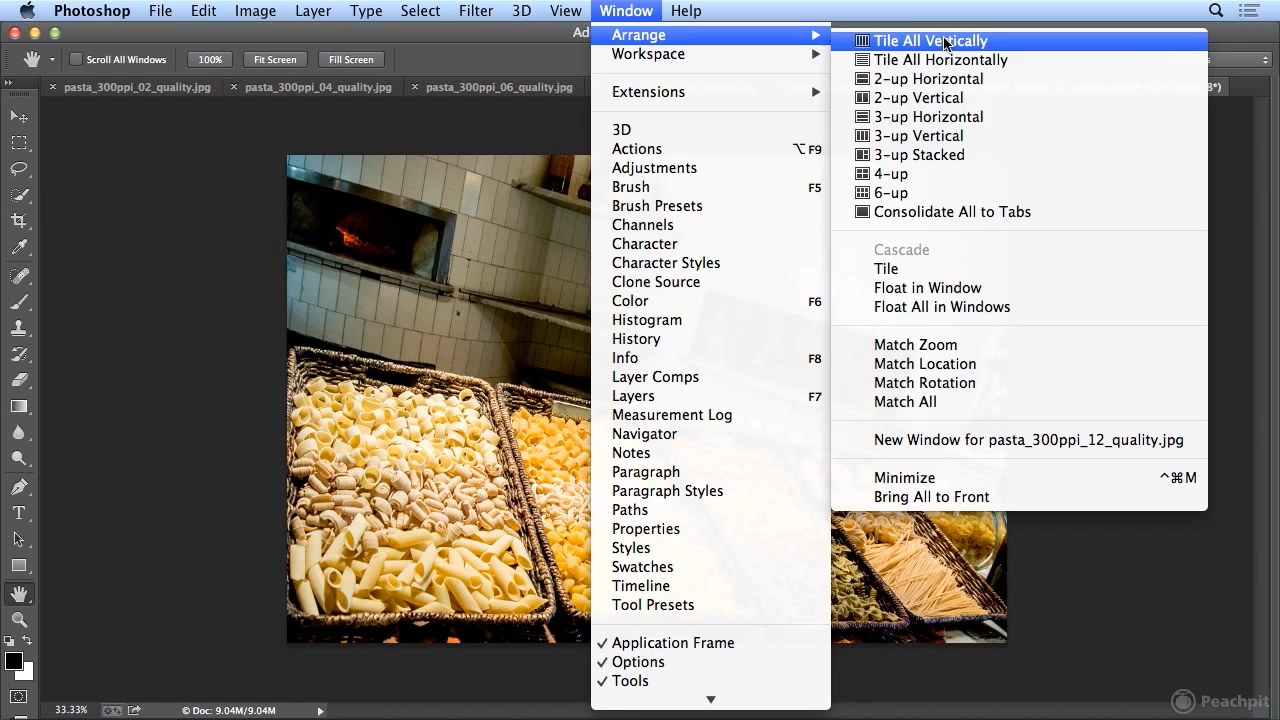 Photoshop File Edit Image Layer Type Select Filter 3D View Window Help
Ad
Scroll All Windows 100% Fit Screen Fill Screen
× pasta_300ppi_02_quality.jpg × pasta_300ppi_04_quality.jpg × pasta_300ppi_06_quality.jpg 8*)
Arrange
Workspace
Extensions
3D
Actions ⌥F9
Adjustments
Brush F5
Brush Presets
Channels
Character
Character Styles
Clone Source
Color F6
Histogram
History
Info F8
Layer Comps
Layers F7
Measurement Log
Navigator
Notes
Paragraph
Paragraph Styles
Paths
Properties
Styles
Swatches
Timeline
Tool Presets
✓ Application Frame
✓ Options
✓ Tools
Tile All Vertically
Tile All Horizontally
2-up Horizontal
2-up Vertical
3-up Horizontal
3-up Vertical
3-up Stacked
4-up
6-up
Consolidate All to Tabs
Cascade
Tile
Float in Window
Float All in Windows
Match Zoom
Match Location
Match Rotation
Match All
New Window for pasta_300ppi_12_quality.jpg
Minimize ^⌘M
Bring All to Front
33.33% Doc: 9.04M/9.04M
Peachpit